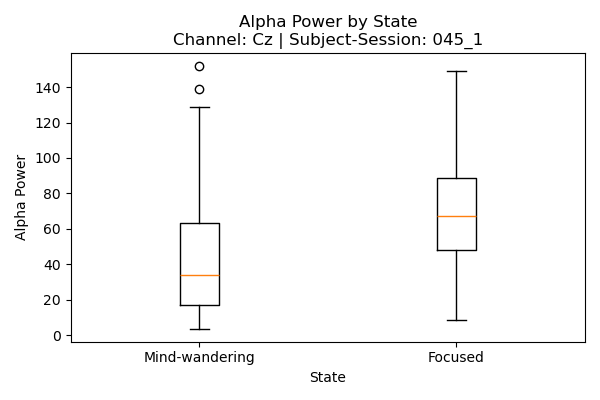 Alpha Power by State
Channel: Cz | Subject-Session: 045_1
140
120
100
80
60
40
20
0
Alpha Power
Mind-wandering
Focused
State